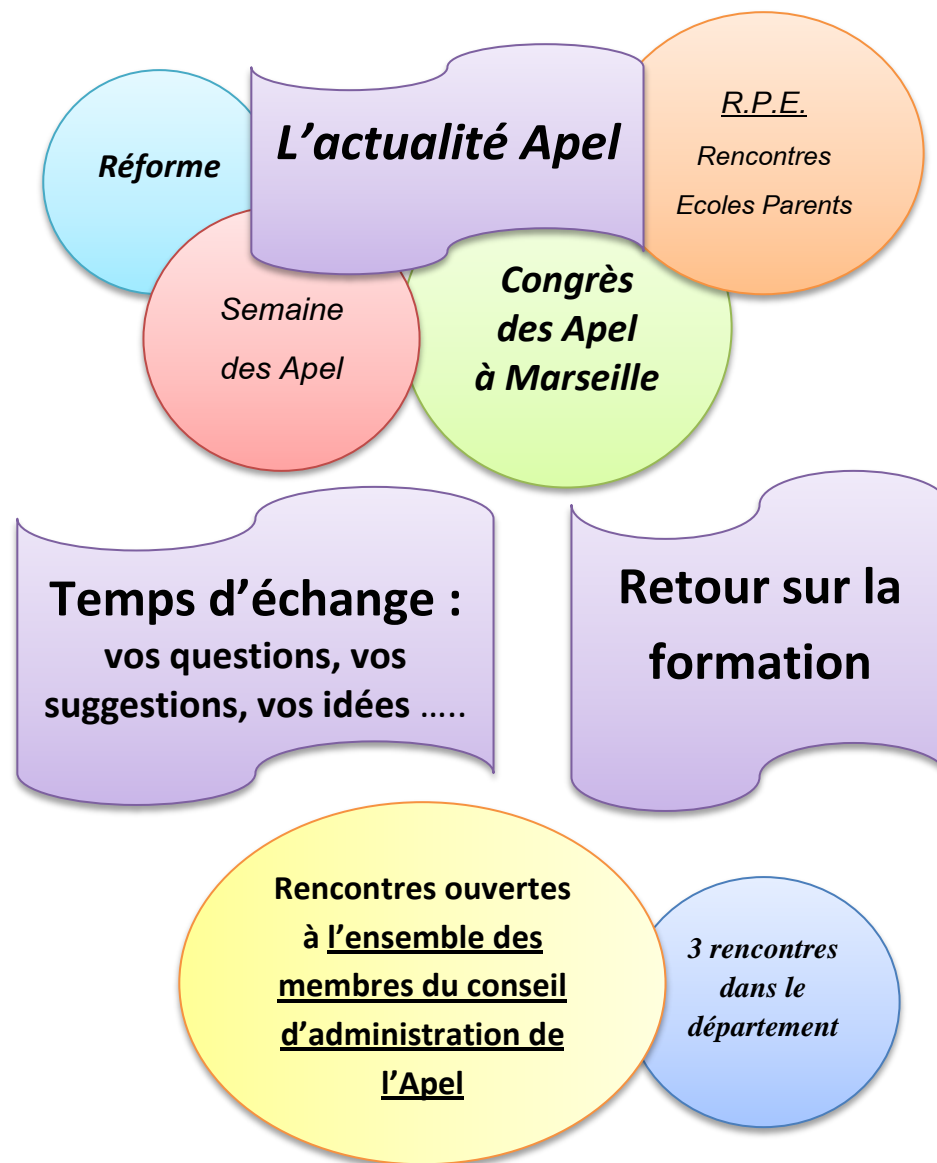 L’actualité Apel
Réforme
R.P.E.
Rencontres
Ecoles Parents
Semaine
des Apel
Congrès
des Apel
à Marseille
Temps d’échange :
vos questions, vos
suggestions, vos idées .....
Retour sur la
formation
Rencontres ouvertes
à l’ensemble des
membres du conseil
d’administration de
l’Apel
3 rencontres
dans le
département